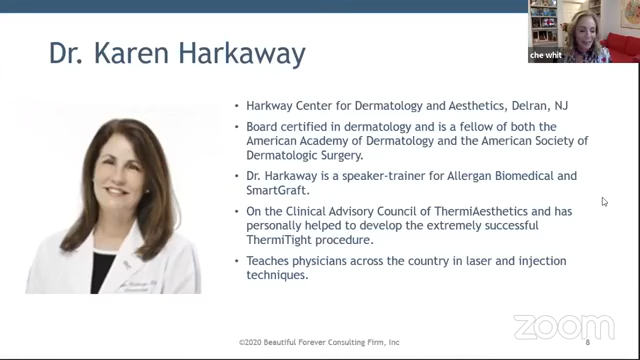 che whit
Dr. Karen Harkaway
• Harkway Center for Dermatology and Aesthetics, Delran, NJ
• Board certified in dermatology and is a fellow of both the
American Academy of Dermatology and the American Society of
Dermatologic Surgery.
• Dr. Harkaway is a speaker-trainer for Allergan Biomedical and
SmartGraft.
• On the Clinical Advisory Council of ThermiAesthetics and has
personally helped to develop the extremely successful
ThermiTight procedure.
• Teaches physicians across the country in laser and injection
techniques.
©2020 Beautiful Forever Consulting Firm, Inc
8
zoom